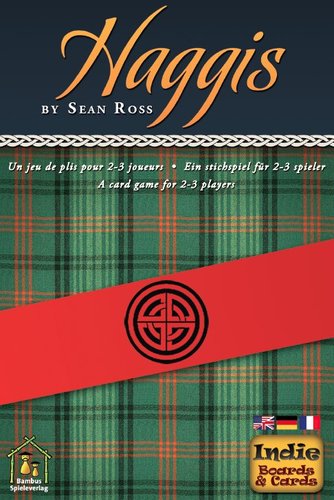 Haggis
BY SEAN ROSS
Un jeu de plis pour 2-3 joueurs • Ein stichspiel für 2-3 spieler
A card game for 2-3 players
Bambus
Spieleverlag
Indie
Boards
& Cards